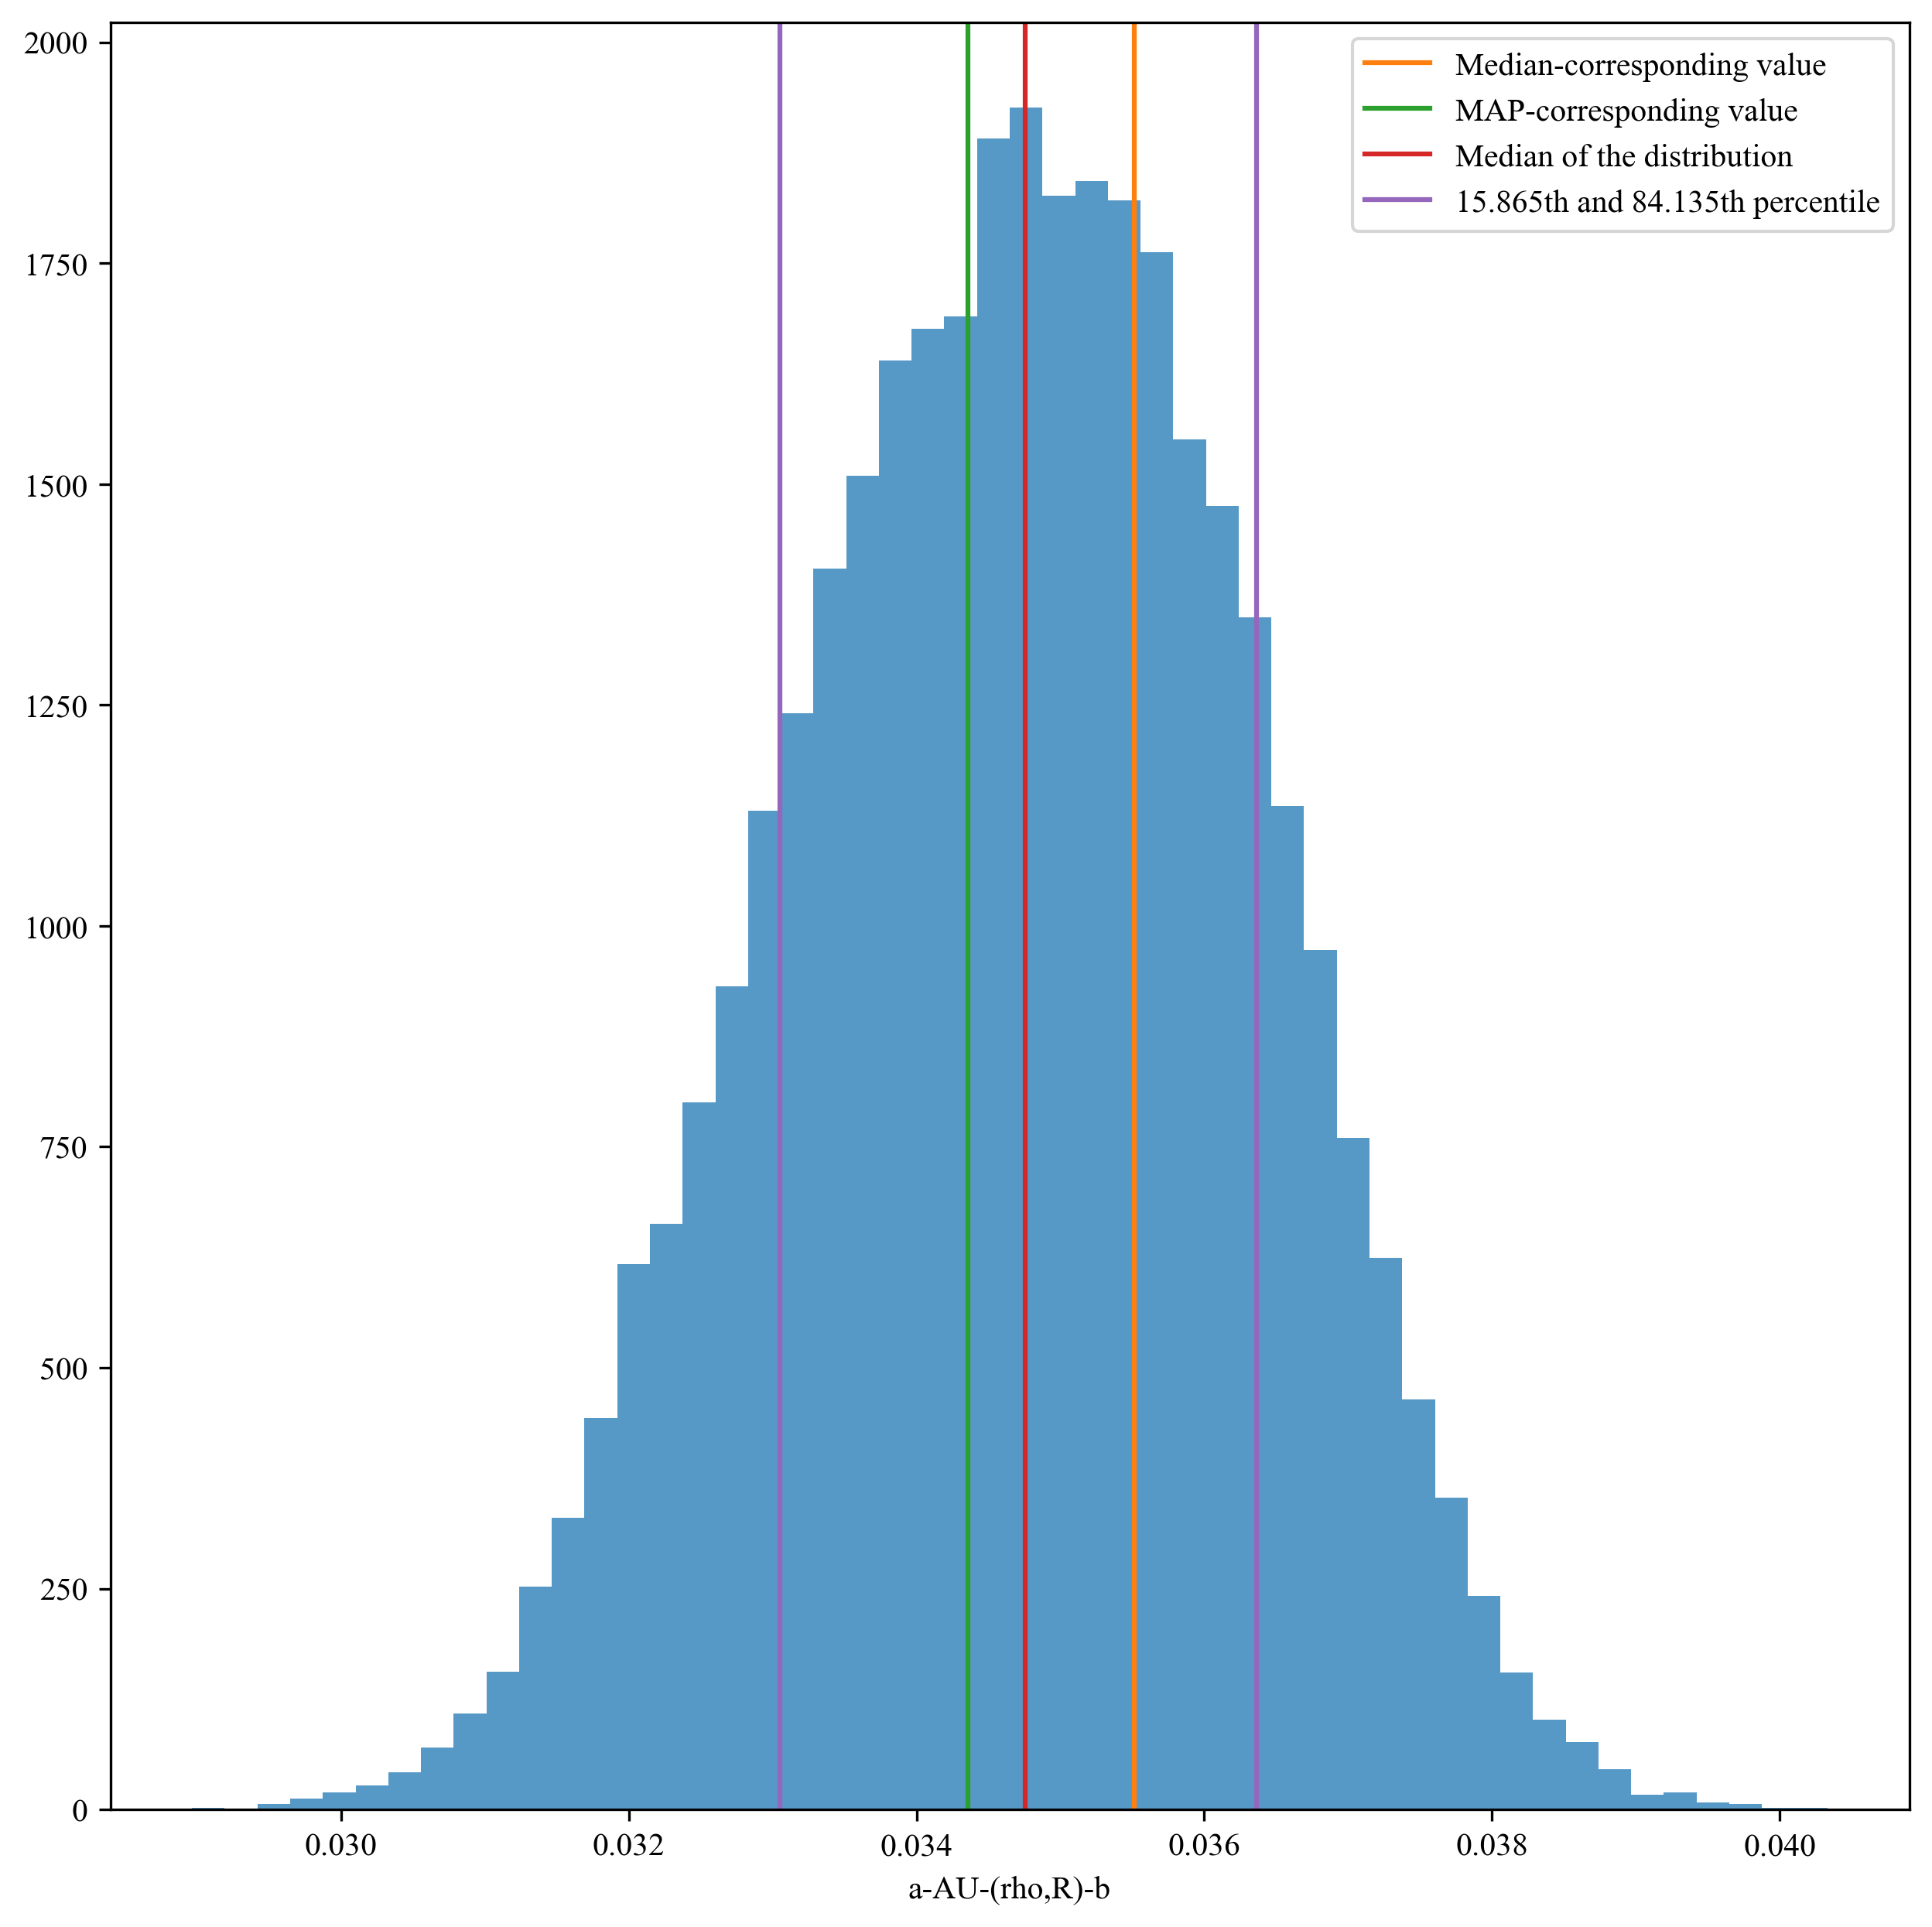 2000
1750
1500
1250
1000
750
500
250
0
Median-corresponding value
MAP-corresponding value
Median of the distribution
15.865th and 84.135th percentile
0.030 0.032 0.034 0.036 0.038 0.040
a-AU-(rho,R)-b